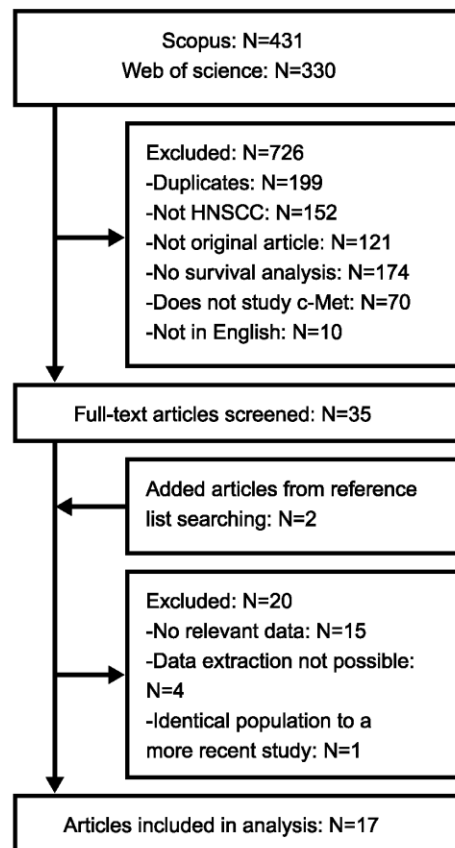 Scopus: N=431
Web of science: N=330
Excluded: N=726
-Duplicates: N=199
-Not HNSCC: N=152
-Not original article: N=121
-No survival analysis: N=174
-Does not study c-Met: N=70
-Not in English: N=10
Full-text articles screened: N=35
Added articles from reference
list searching: N=2
Excluded: N=20
-No relevant data: N=15
-Data extraction not possible:
N=4
-Identical population to a
more recent study: N=1
Articles included in analysis: N=17